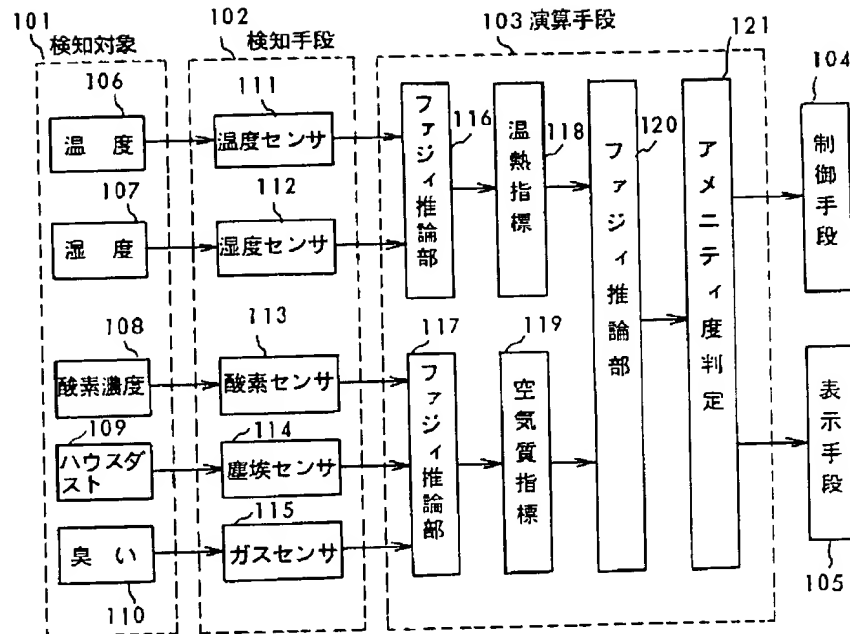 101
検知対象
102
検知手段
103 演算手段
121
104
106
温度
111
温度センサ
107
湿度
112
湿度センサ
ファジィ推論部
116
温熱指標
118
ファジィ推論部
120
アメニティ度判定
制御手段
108
酸素濃度
113
酸素センサ
109
ハウスダ
スト
114
塵埃センサ
110
臭い
115
ガスセンサ
117
ファジィ推論部
119
空気質指標
表示手段
105